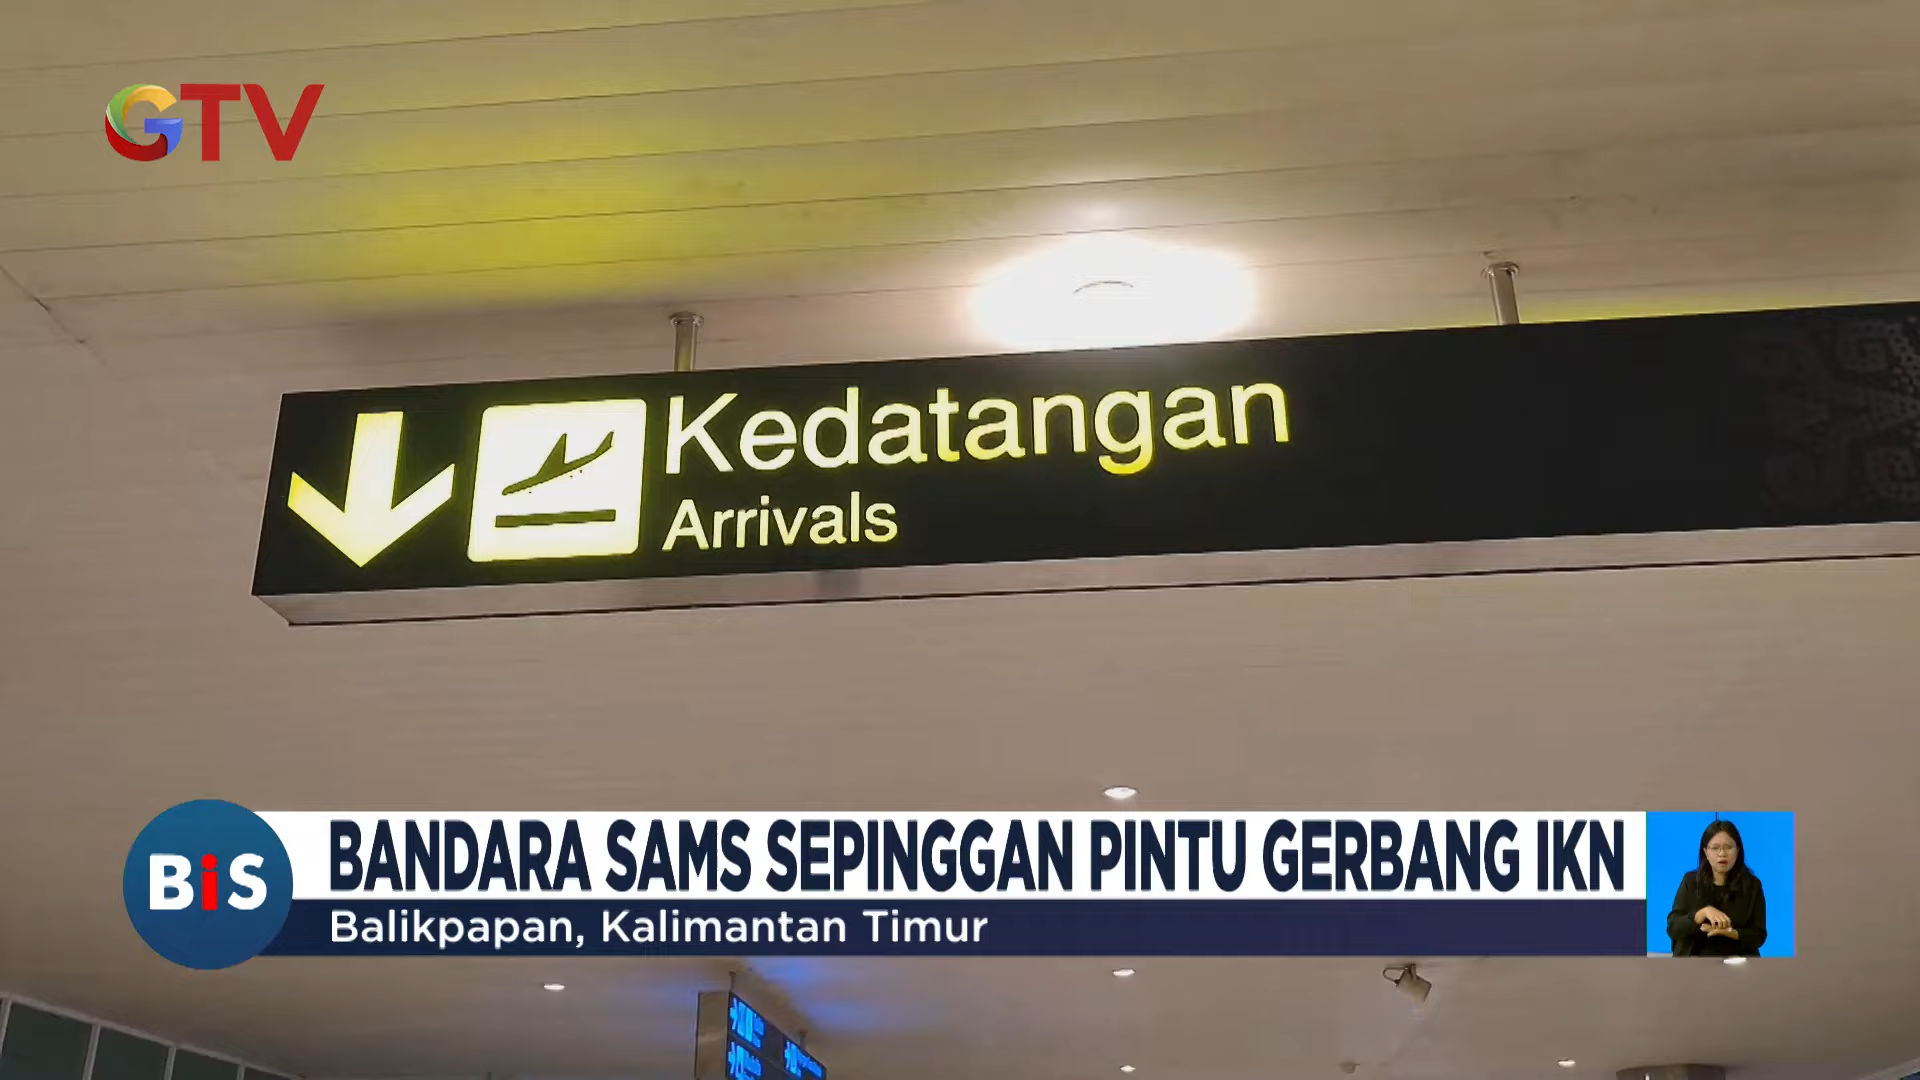 GTV
Kedatangan
Arrivals
BiS
BANDARA SAMS SEPINGGAN PINTU GERBANG IKN
Balikpapan, Kalimantan Timur